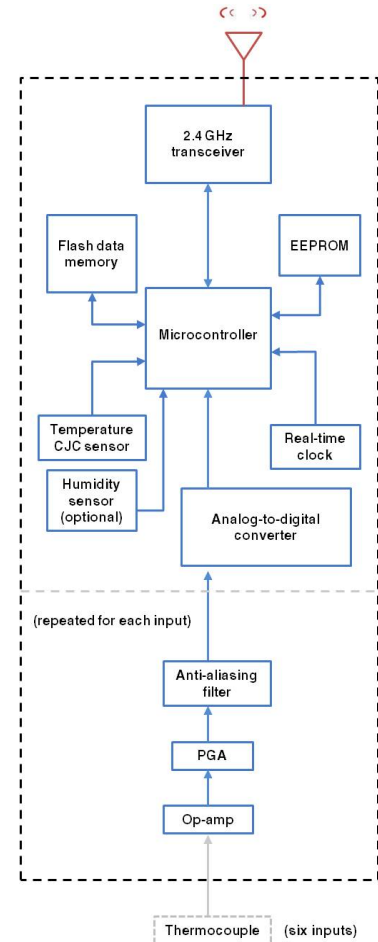 2.4 GHz
transceiver
Flash data
memory
EEPROM
Microcontroller
Temperature
CJC sensor
Real-time
clock
Humidity
sensor
(optional)
Analog-to-digital
converter
(repeated for each input)
Anti-aliasing
filter
PGA
Op-amp
Thermocouple (six inputs)